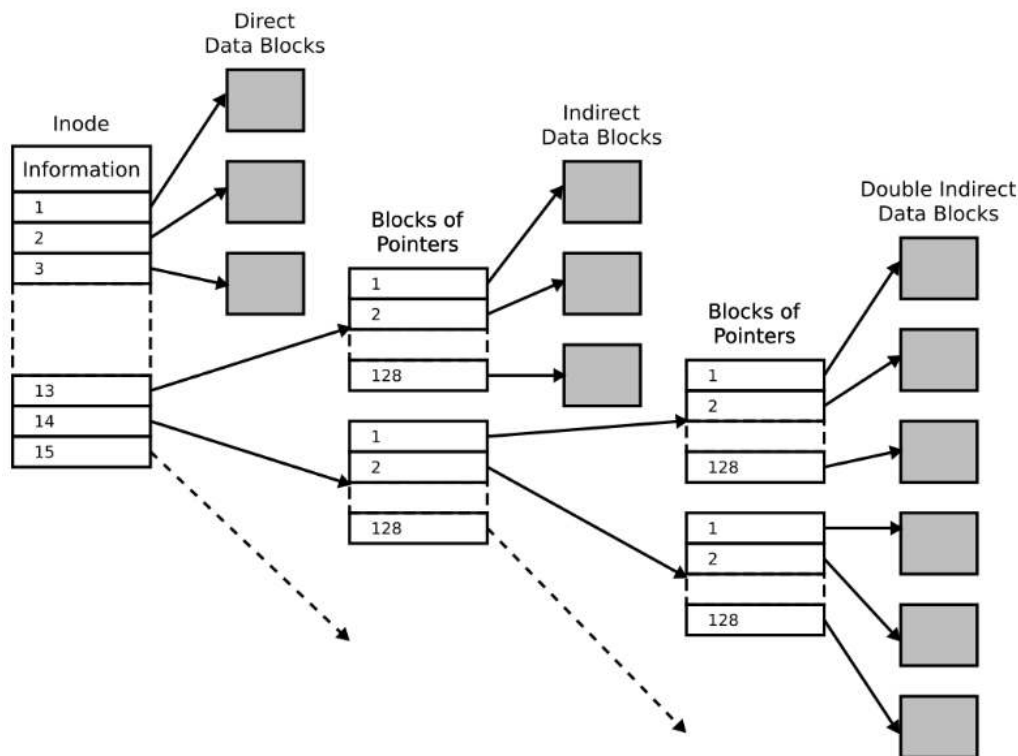 Direct
Data Blocks
Inode
Information
1
2
3
13
14
15
Blocks of
Pointers
1
2
128
1
2
128
Indirect
Data Blocks
Blocks of
Pointers
1
2
128
1
2
128
Double Indirect
Data Blocks